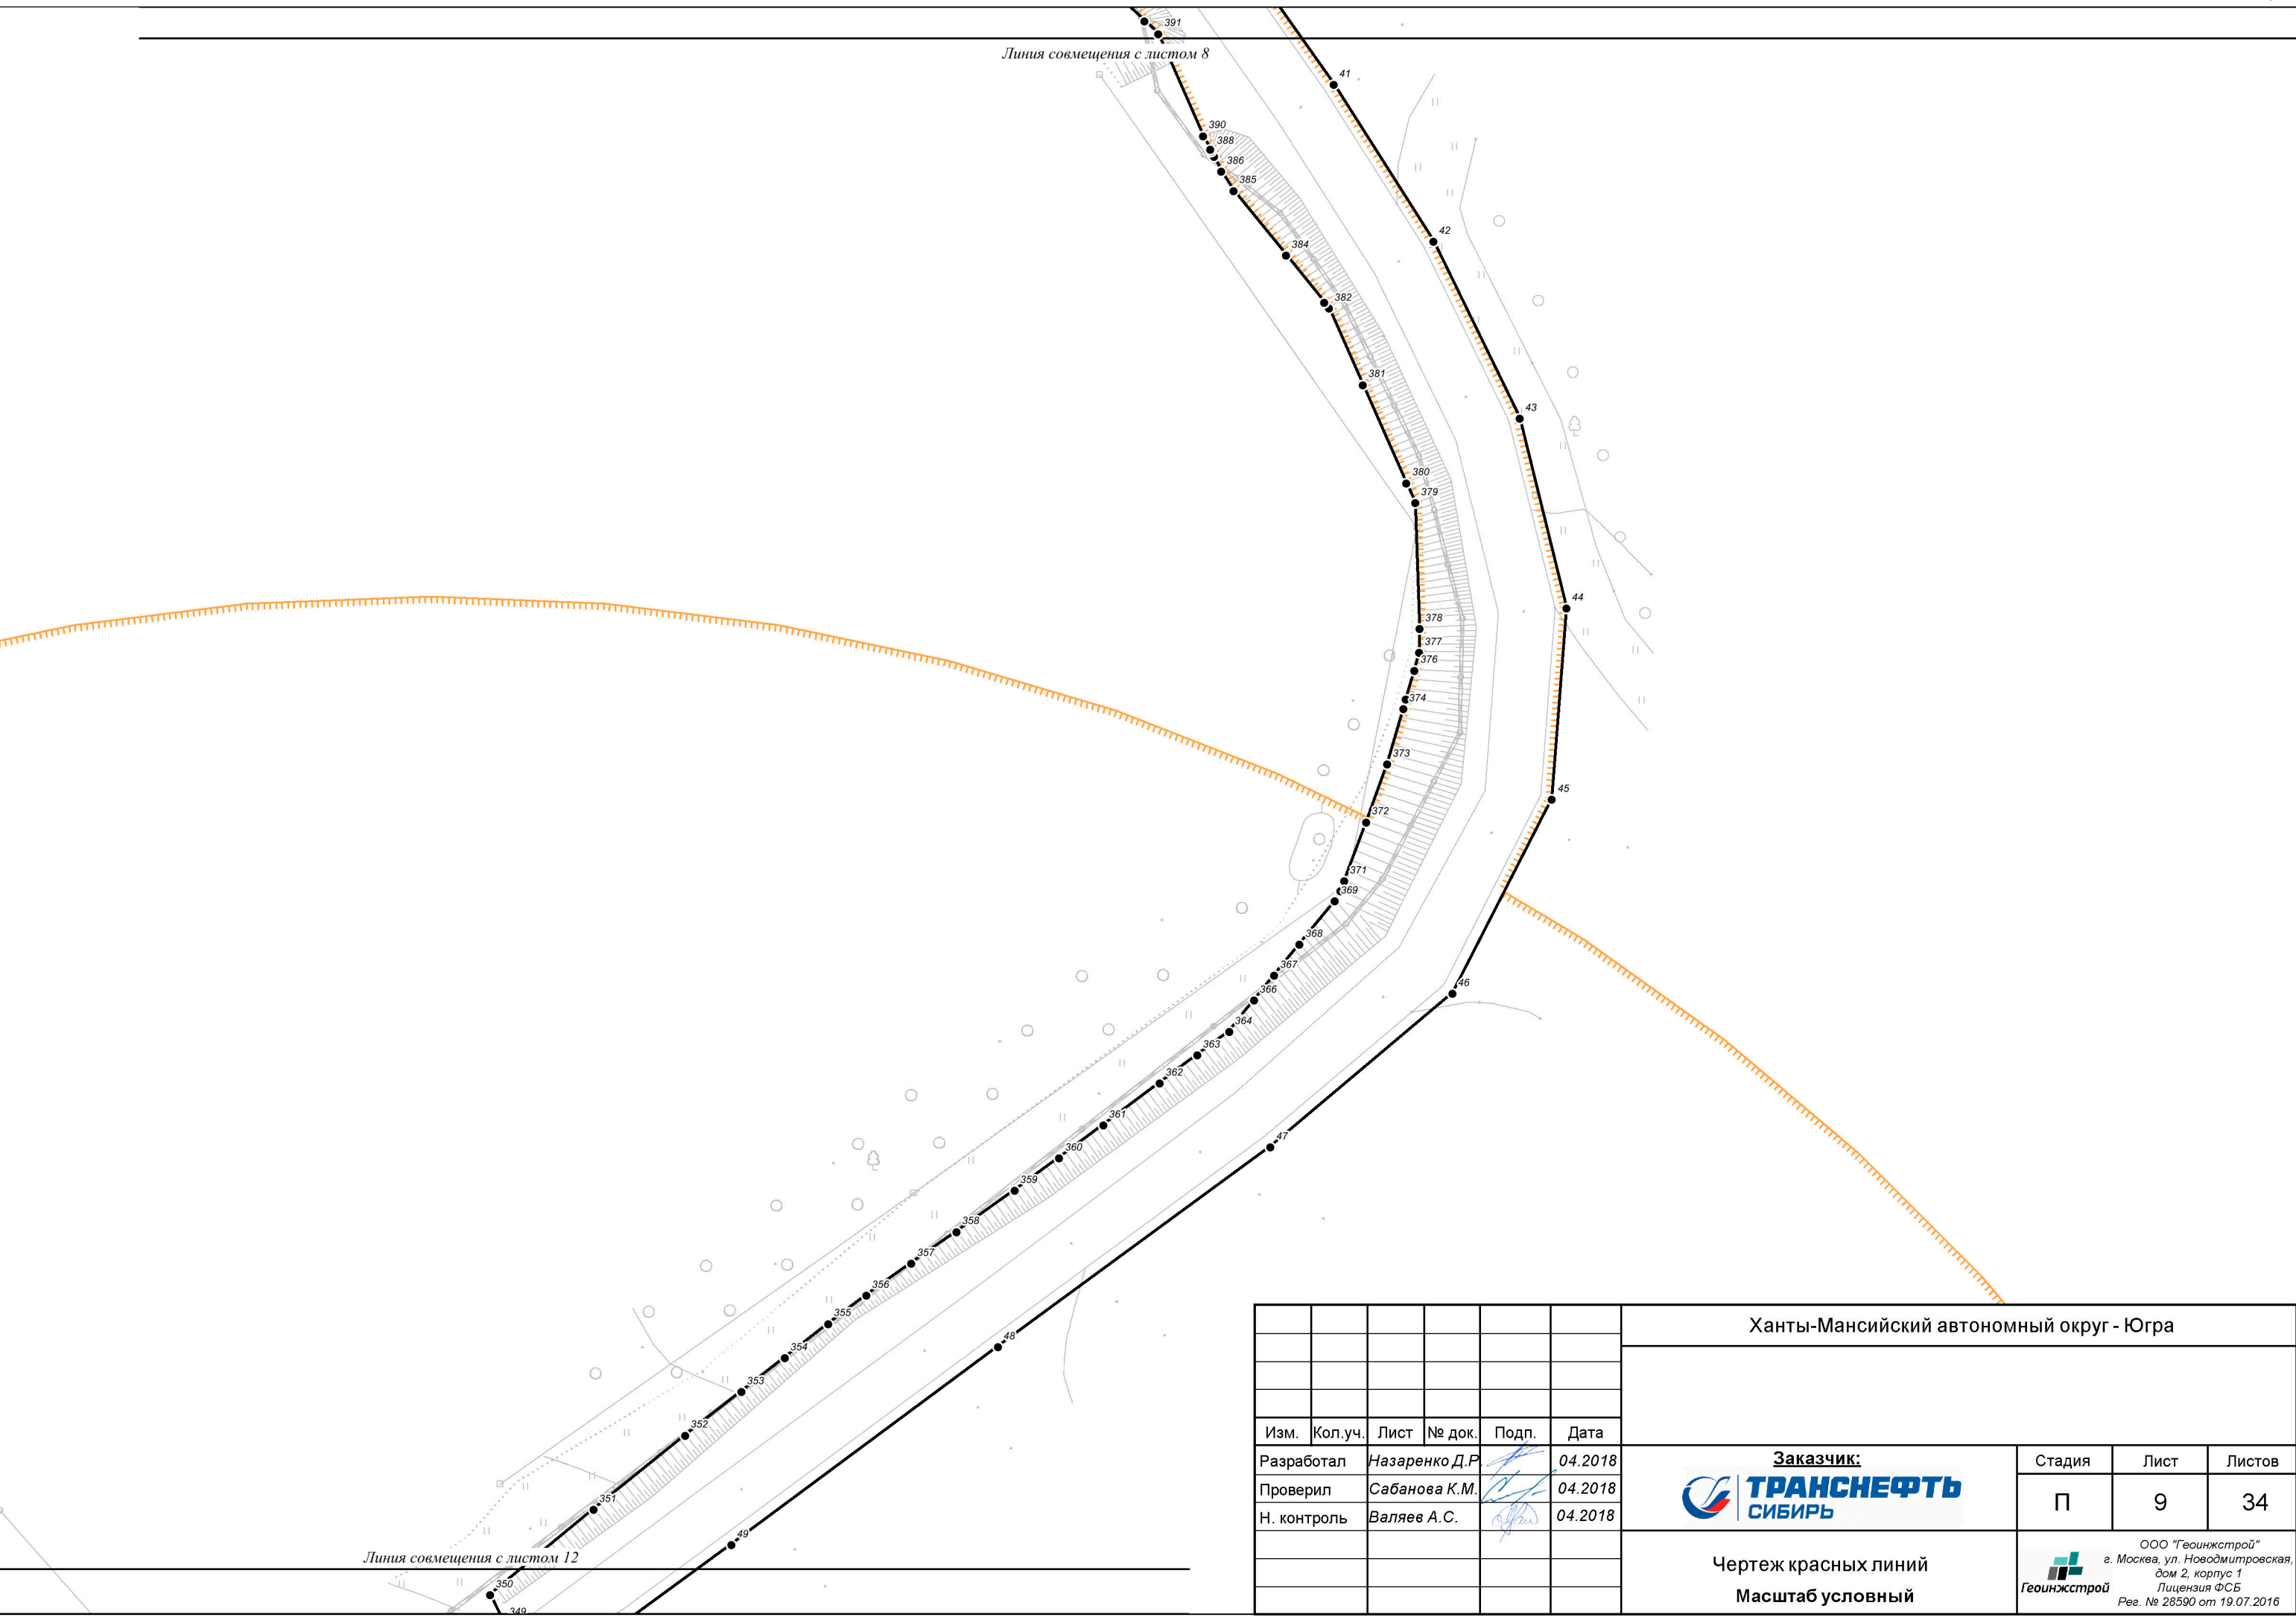 391
Линия совмещения с листом 8
41
390
388
386
385
42
384
382
381
43
380
379
44
378
377
376
374
373
45
372
371
369
368
367
46
366
364
363
362
361
47
360
359
358
357
356
355
48
354
353
352
351
49
Линия совмещения с листом 12
350
349
Ханты-Мансийский автономный округ - Югра
Изм. Кол.уч. Лист № док. Подп. Дата
Разработал Назаренко Д.Р. 04.2018
Проверил Сабанова К.М. 04.2018
Н. контроль Валяев А.С. 04.2018
Заказчик:
ТРАНСНЕФТЬ
СИБИРЬ
Стадия Лист Листов
П 9 34
Чертеж красных линий
Масштаб условный
Геоинжстрой
ООО "Геоинжстрой"
г. Москва, ул. Новодмитровская,
дом 2, корпус 1
Лицензия ФСБ
Рег. № 28590 от 19.07.2016